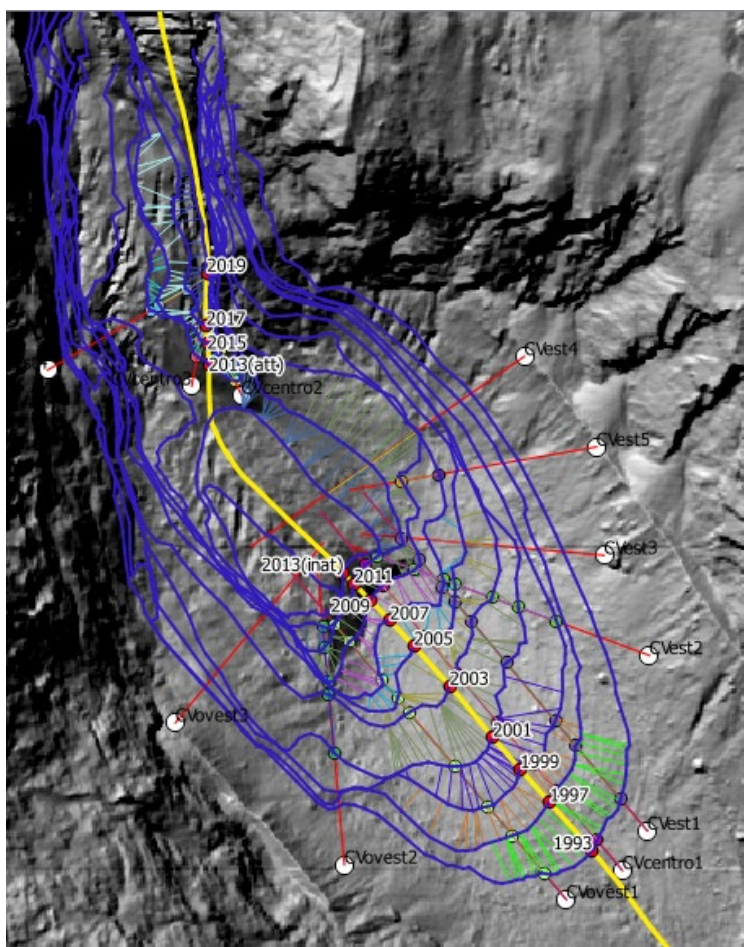 2019
2017
2015
2013(att)
CVest4
CVcentro
CVcentro2
CVest5
CVest3
2013(inat)
2011
2009
2007
2005
CVest2
2003
CVovest3
2001
1999
1997
CVest1
1993
CVcentro1
CVovest2
CVovest1